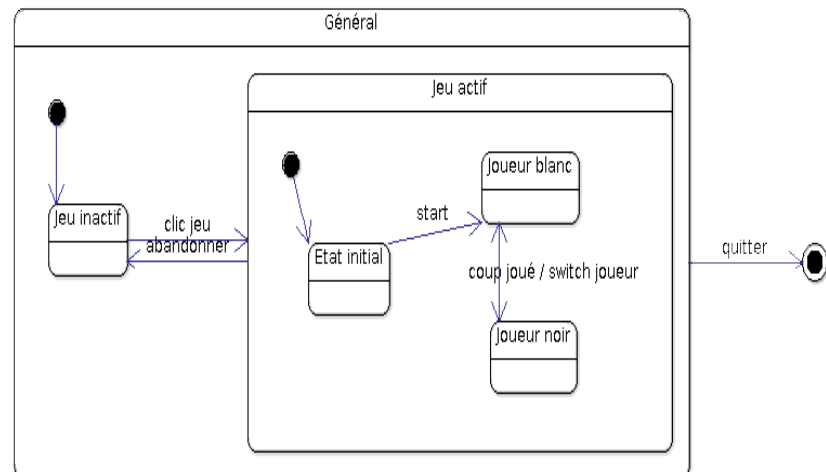 Général
Jeu actif
Joueur blanc
Jeu inactif
clic jeu
start
abandonner
Etat initial
quitter
coup joué / switch joueur
Joueur noir